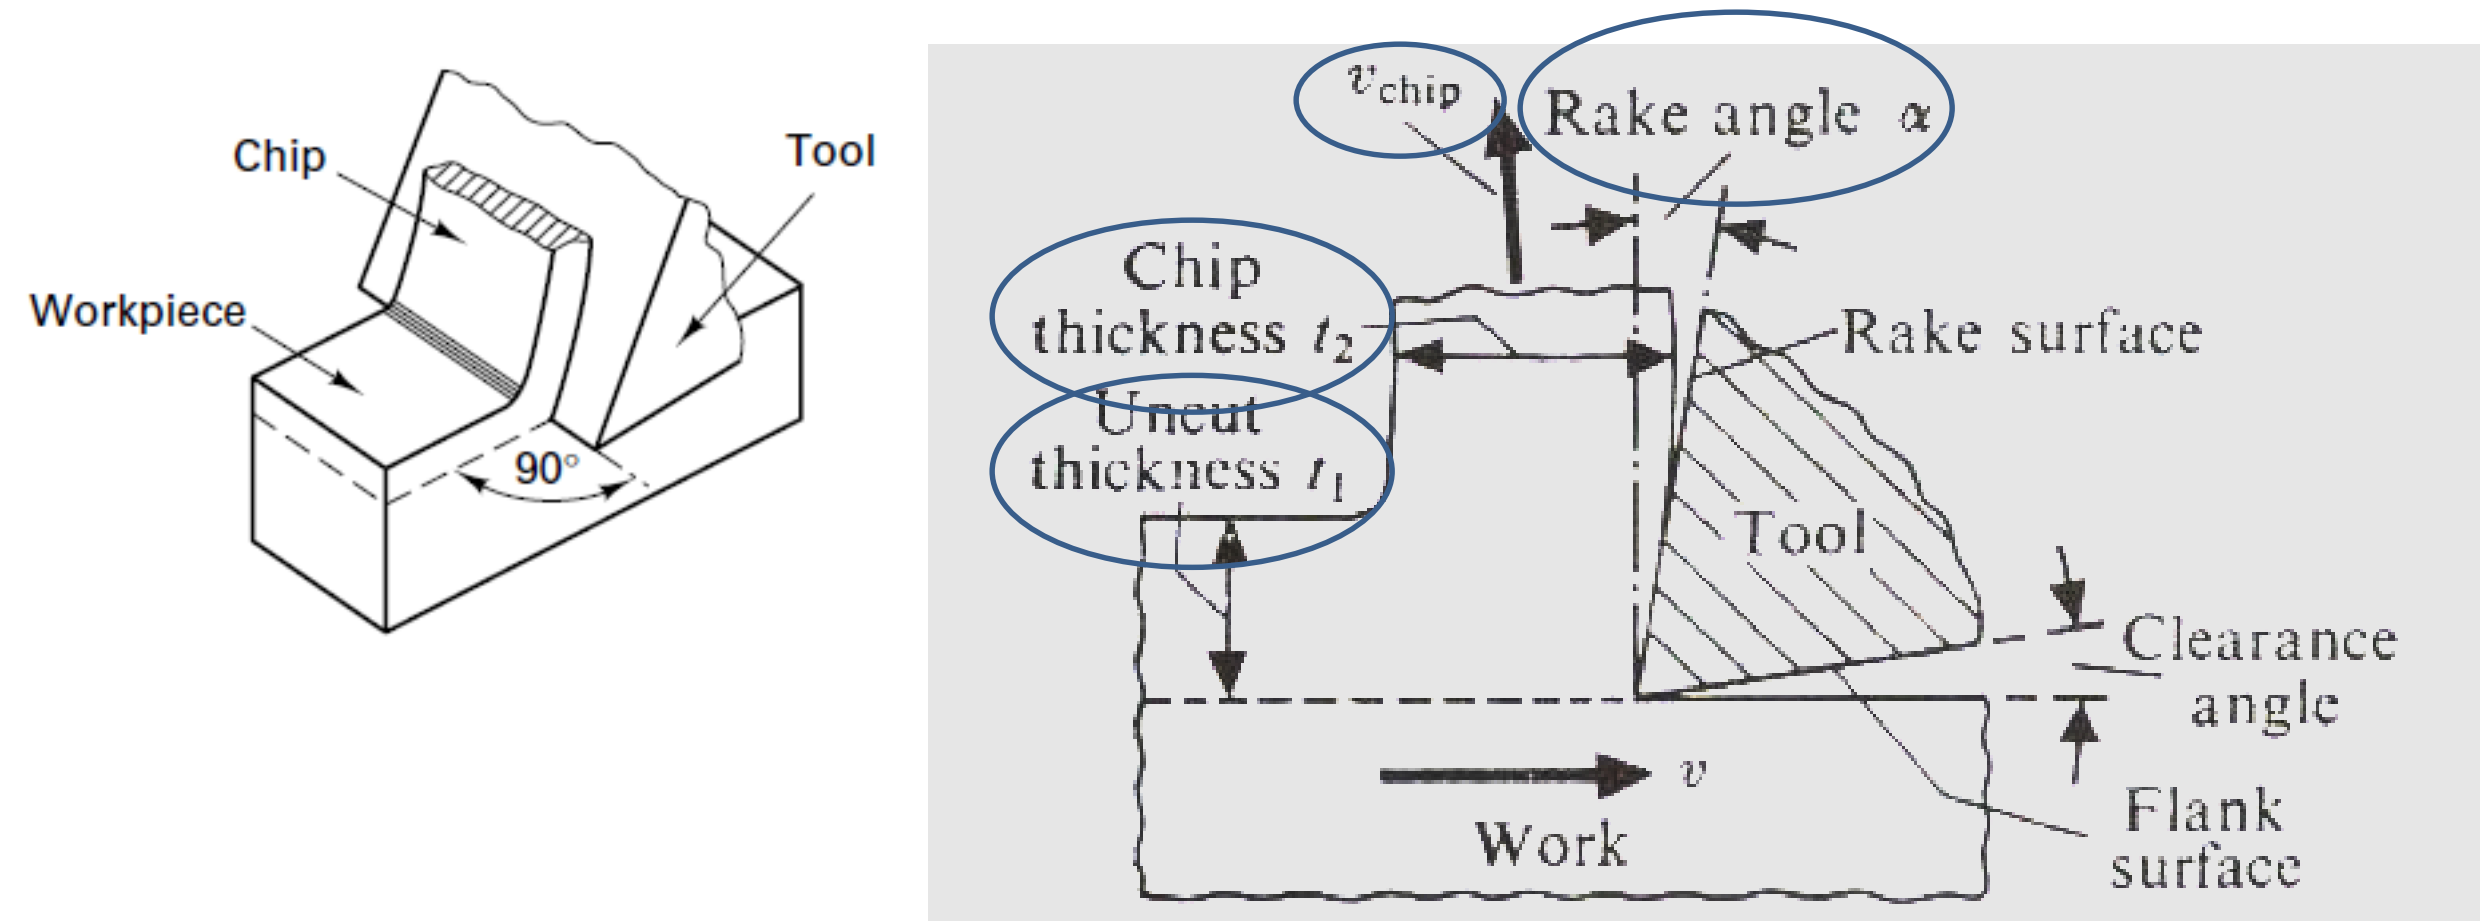 Chip
Tool
Workpiece
90°
v chip
Rake angle α
Chip
thickness t2
Uncut
thickness t1
Rake surface
Tool
Clearance
angle
v
Work
Flank
surface